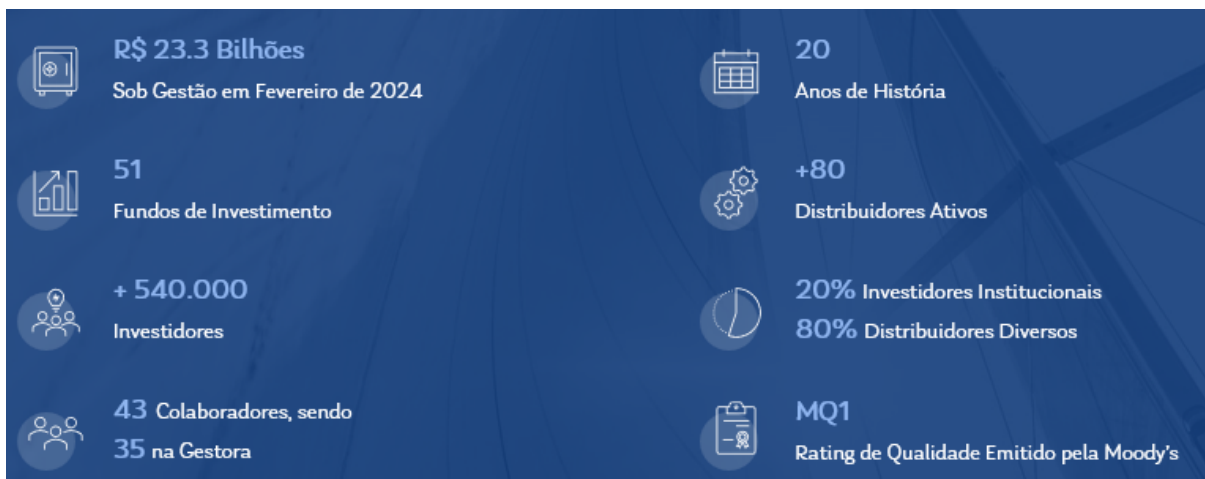 R$ 23.3 Bilhões
Sob Gestão em Fevereiro de 2024
51
Fundos de Investimento
+ 540.000
Investidores
43 Colaboradores, sendo
35 na Gestora
20
Anos de História
+80
Distribuidores Ativos
20% Investidores Institucionais
80% Distribuidores Diversos
MQ1
Rating de Qualidade Emitido pela Moody's